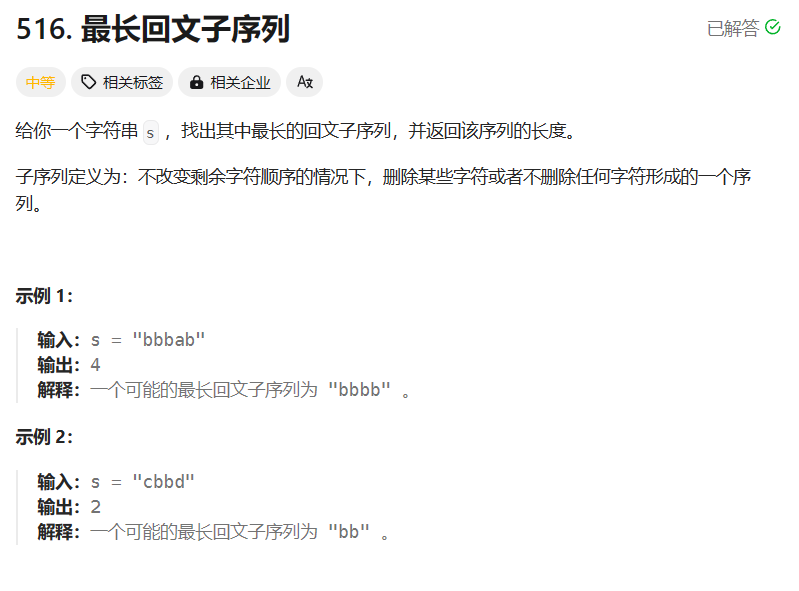 516. 最长回文子序列
已解答
中等 相关标签 相关企业 Aあ
给你一个字符串 s ，找出其中最长的回文子序列，并返回该序列的长度。
子序列定义为：不改变剩余字符顺序的情况下，删除某些字符或者不删除任何字符形成的一个序
列。
示例 1：
输入：s = "bbbab"
输出：4
解释：一个可能的最长回文子序列为 "bbbb" 。
示例 2：
输入：s = "cbbd"
输出：2
解释：一个可能的最长回文子序列为 "bb" 。